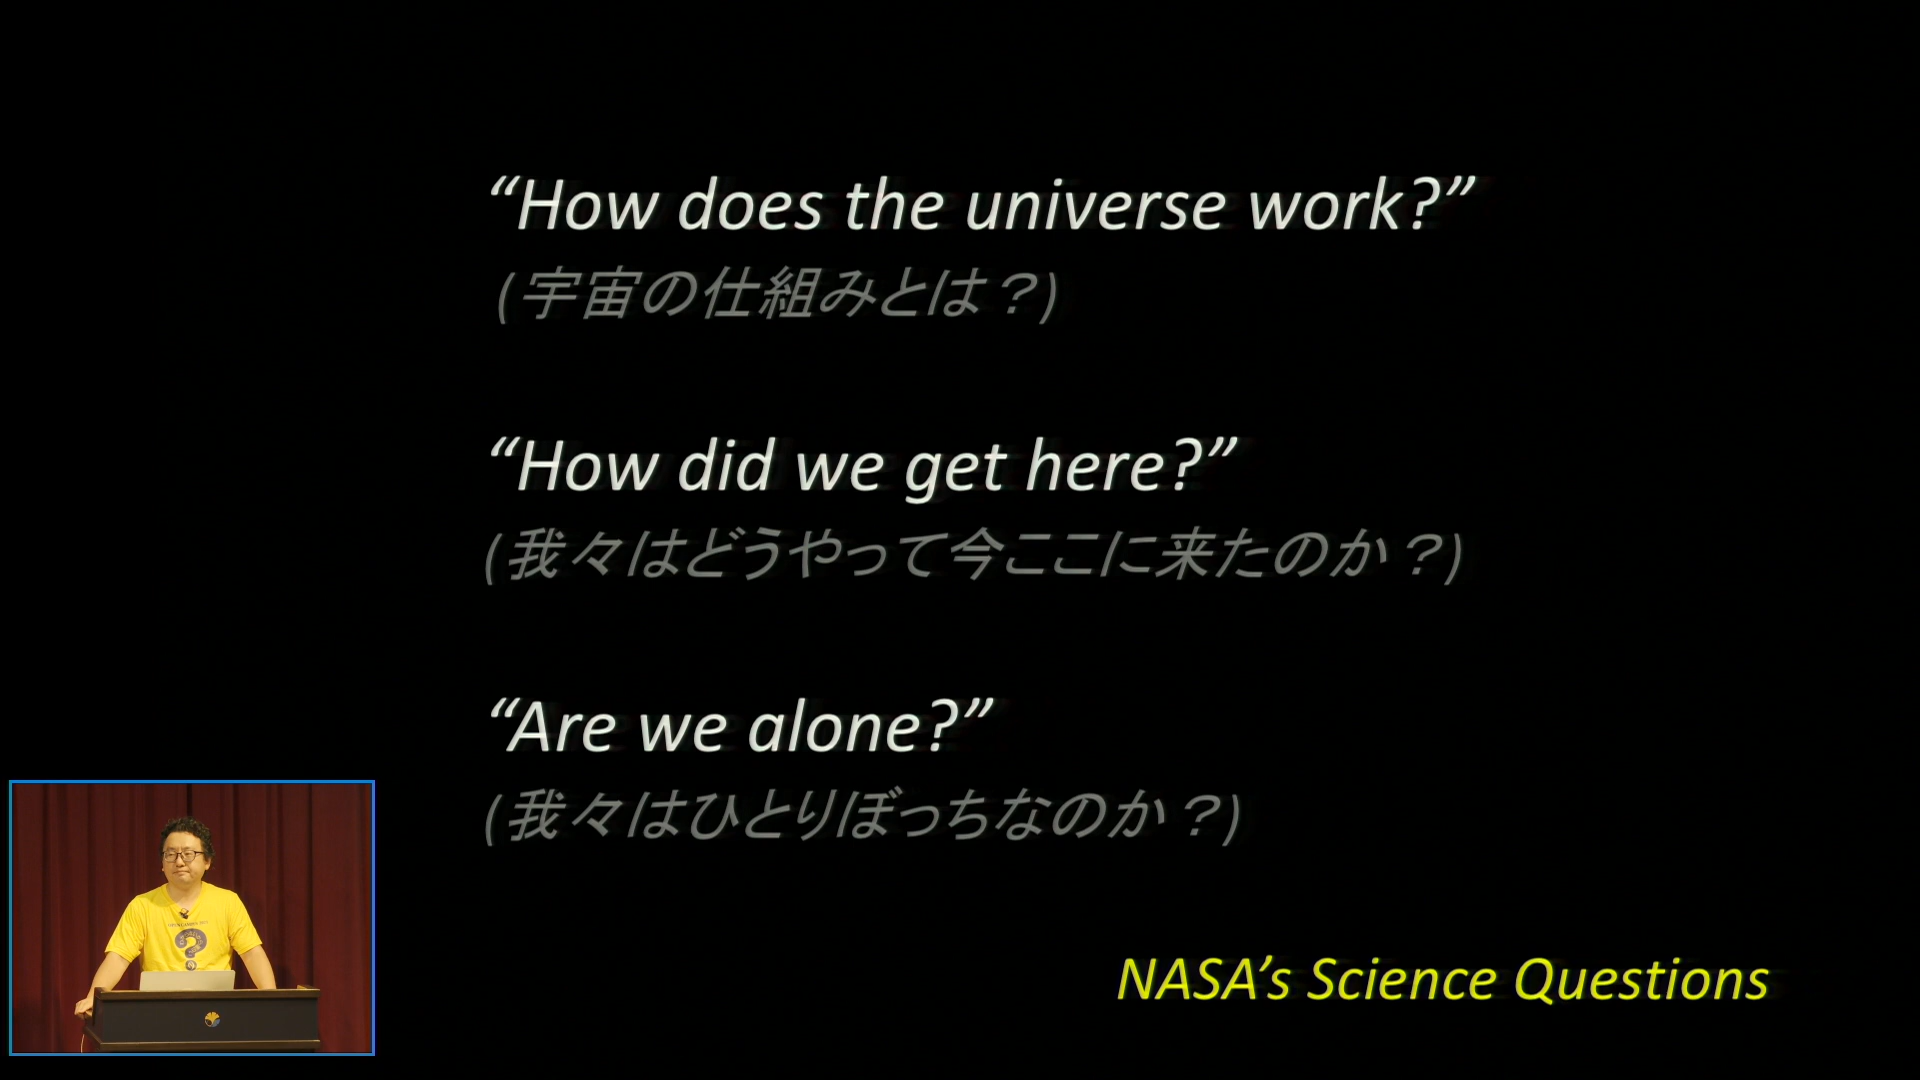 “How does the universe work?”
(宇宙の仕組みとは？)
“How did we get here?”
(我々はどうやって今ここに来たのか？)
“Are we alone?”
(我々はひとりぼっちなのか？)
NASA’s Science Questions
?